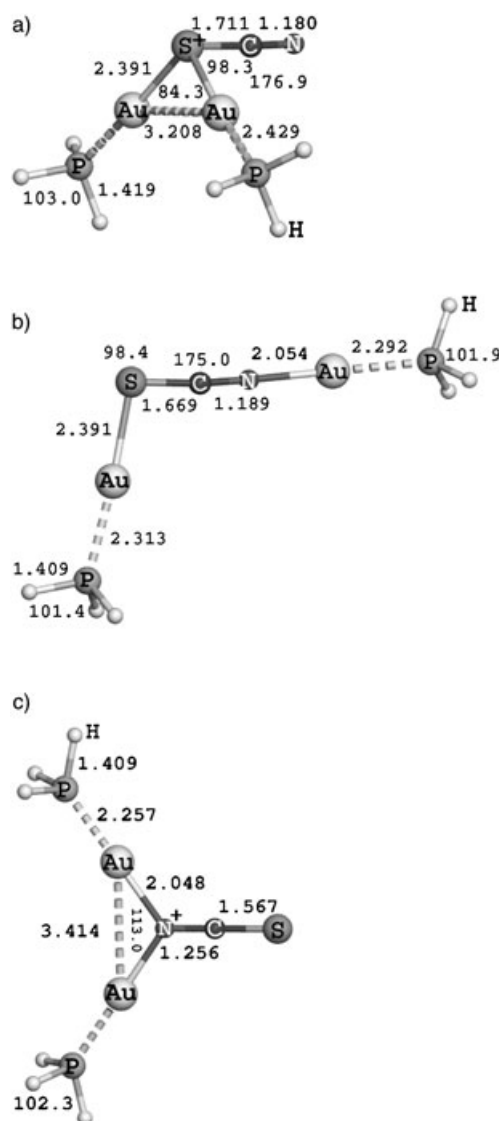 a)
1.711 1.180
S+ C N
2.391 98.3
84.3 176.9
Au Au
3.208 2.429
P P
103.0 1.419
H
b)
H
98.4 175.0 2.054 2.292
S C N Au P 101.9
1.669 1.189
2.391
Au
2.313
1.409
P
101.4
c)
H
1.409
P
2.257
Au
2.048
1.567
3.414 113.0 N+ C S
1.256
Au
P
102.3